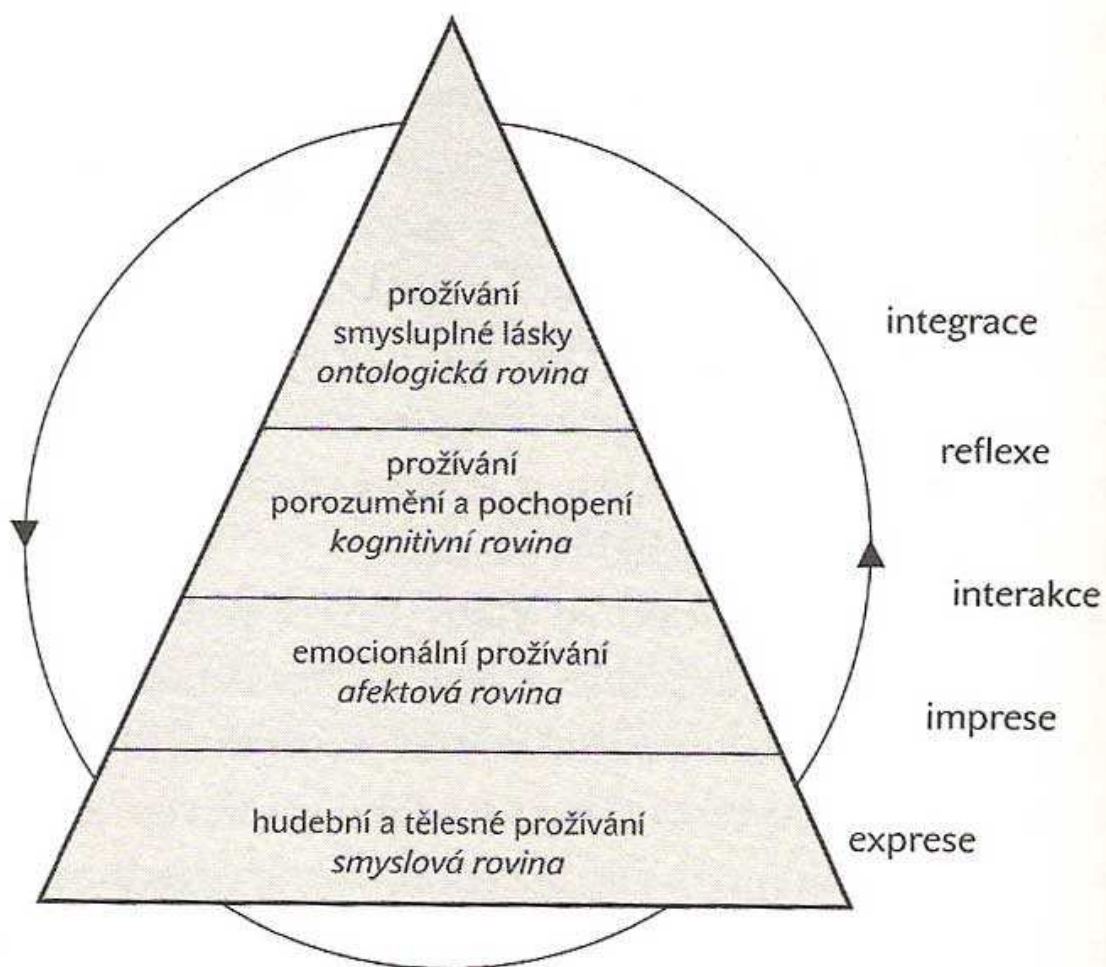 prožívání
smysluplné lásky
ontologická rovina
prožívání
porozumění a pochopení
kognitivní rovina
emocionální prožívání
afektová rovina
hudební a tělesné prožívání
smyslová rovina
integrace
reflexe
interakce
imprese
exprese